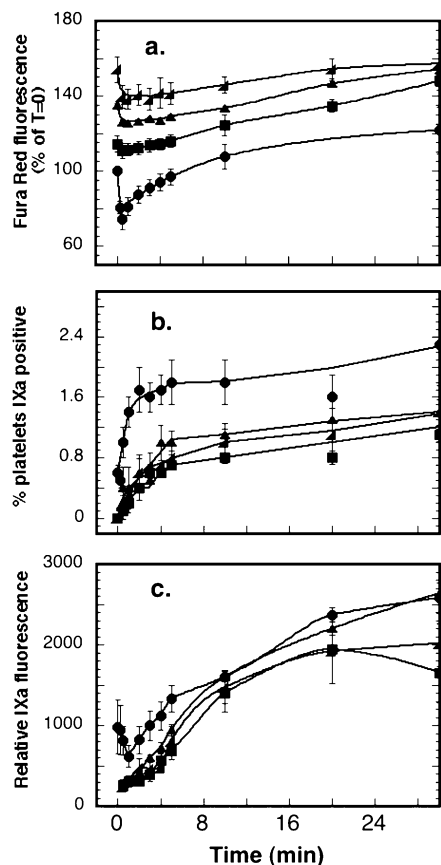 a.
Fura Red fluorescence
(% of T=0)
180
140
100
60
b.
% platelets IXa positive
2.4
1.6
0.8
0
c.
Relative IXa fluorescence
3000
2000
1000
0
0 8 16 24
Time (min)